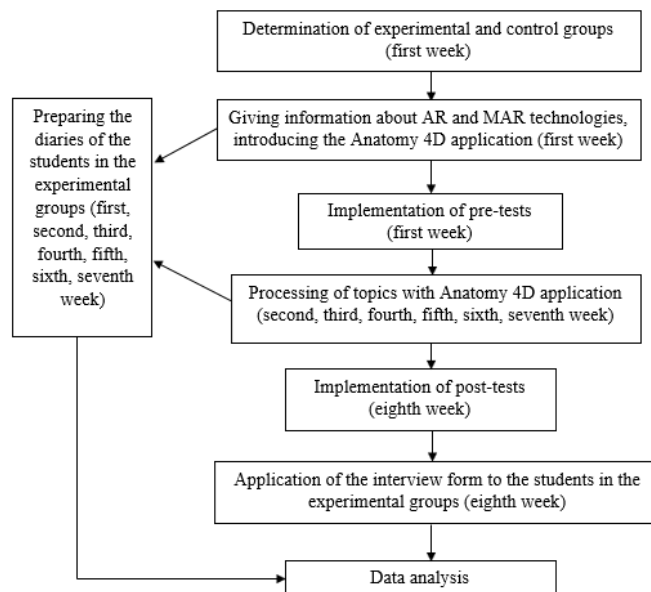 Determination of experimental and control groups
(first week)
Preparing the
diaries of the
students in the
experimental
groups (first,
second, third,
fourth, fifth,
sixth, seventh
week)
Giving information about AR and MAR technologies,
introducing the Anatomy 4D application (first week)
Implementation of pre-tests
(first week)
Processing of topics with Anatomy 4D application
(second, third, fourth, fifth, sixth, seventh week)
Implementation of post-tests
(eighth week)
Application of the interview form to the students in the
experimental groups (eighth week)
Data analysis